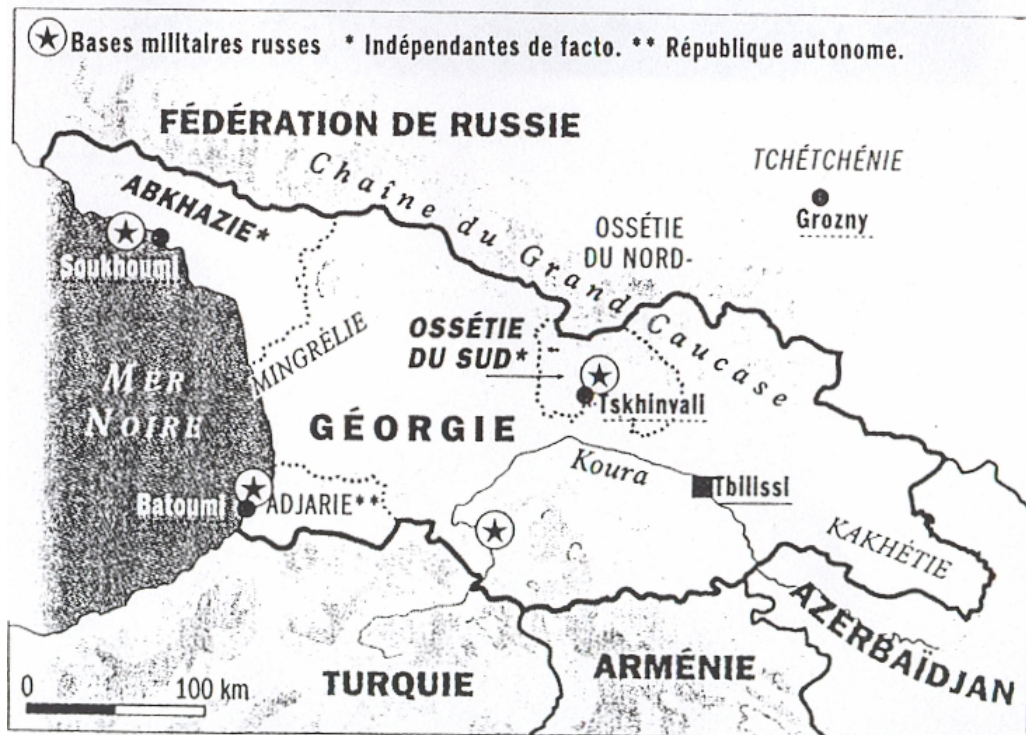 Bases militaires russes * Indépendantes de facto. ** République autonome.
FÉDÉRATION DE RUSSIE
TCHÉTCHÉNIE
Grozny
Chaîne du Grand Caucase
ABKHAZIE*
OSSÉTIE
DU NORD-
Soukhoumi
OSSÉTIE
DU SUD*
MINGRÉLIE
MER
NOIRE
Tskhinvali
GÉORGIE
Koura
Tbilissi
Batoumi
ADJARIE**
KAKHÉTIE
AZERBAÏDJAN
ARMÉNIE
TURQUIE
0 100 km